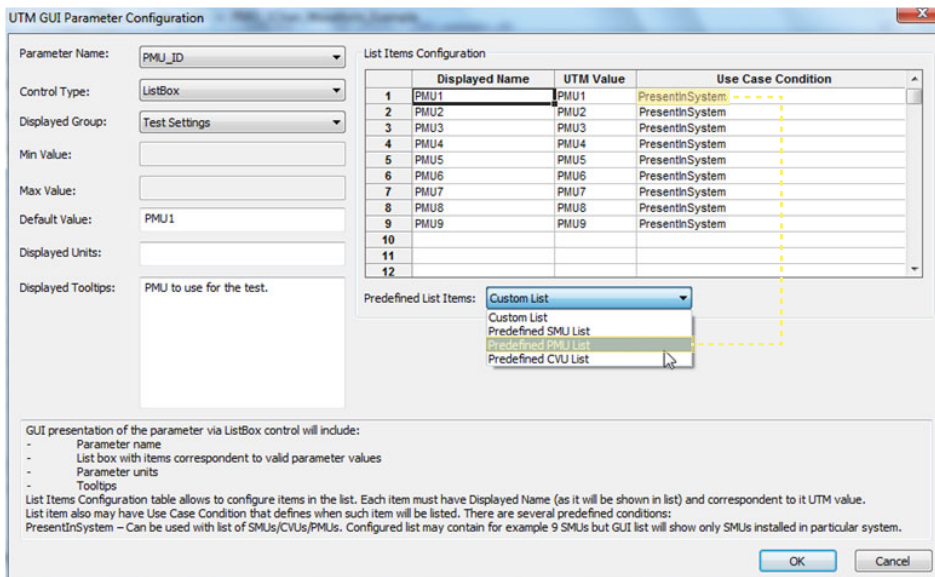 UTM GUI Parameter Configuration
Parameter Name:
PMU_ID
Control Type:
ListBox
Displayed Group:
Test Settings
Min Value:
Max Value:
Default Value:
PMU1
Displayed Units:
Displayed Tooltips:
PMU to use for the test.
List Items Configuration
Displayed Name UTM Value Use Case Condition
1 PMU1 PMU1 PresentInSystem
2 PMU2 PMU2 PresentInSystem
3 PMU3 PMU3 PresentInSystem
4 PMU4 PMU4 PresentInSystem
5 PMU5 PMU5 PresentInSystem
6 PMU6 PMU6 PresentInSystem
7 PMU7 PMU7 PresentInSystem
8 PMU8 PMU8 PresentInSystem
9 PMU9 PMU9 PresentInSystem
10
11
12
Predefined List Items: Custom List
Custom List
Predefined SMU List
Predefined PMU List
Predefined CVU List
GUI presentation of the parameter via ListBox control will include:
- Parameter name
- List box with items correspondent to valid parameter values
- Parameter units
- Tooltips
List Items Configuration table allows to configure items in the list. Each item must have Displayed Name (as it will be shown in list) and correspondent to it UTM value.
List item also may have Use Case Condition that defines when such item will be listed. There are several predefined conditions:
PresentInSystem – Can be used with list of SMUs/CVUs/PMUs. Configured list may contain for example 9 SMUs but GUI list will show only SMUs installed in particular system.
OK
Cancel